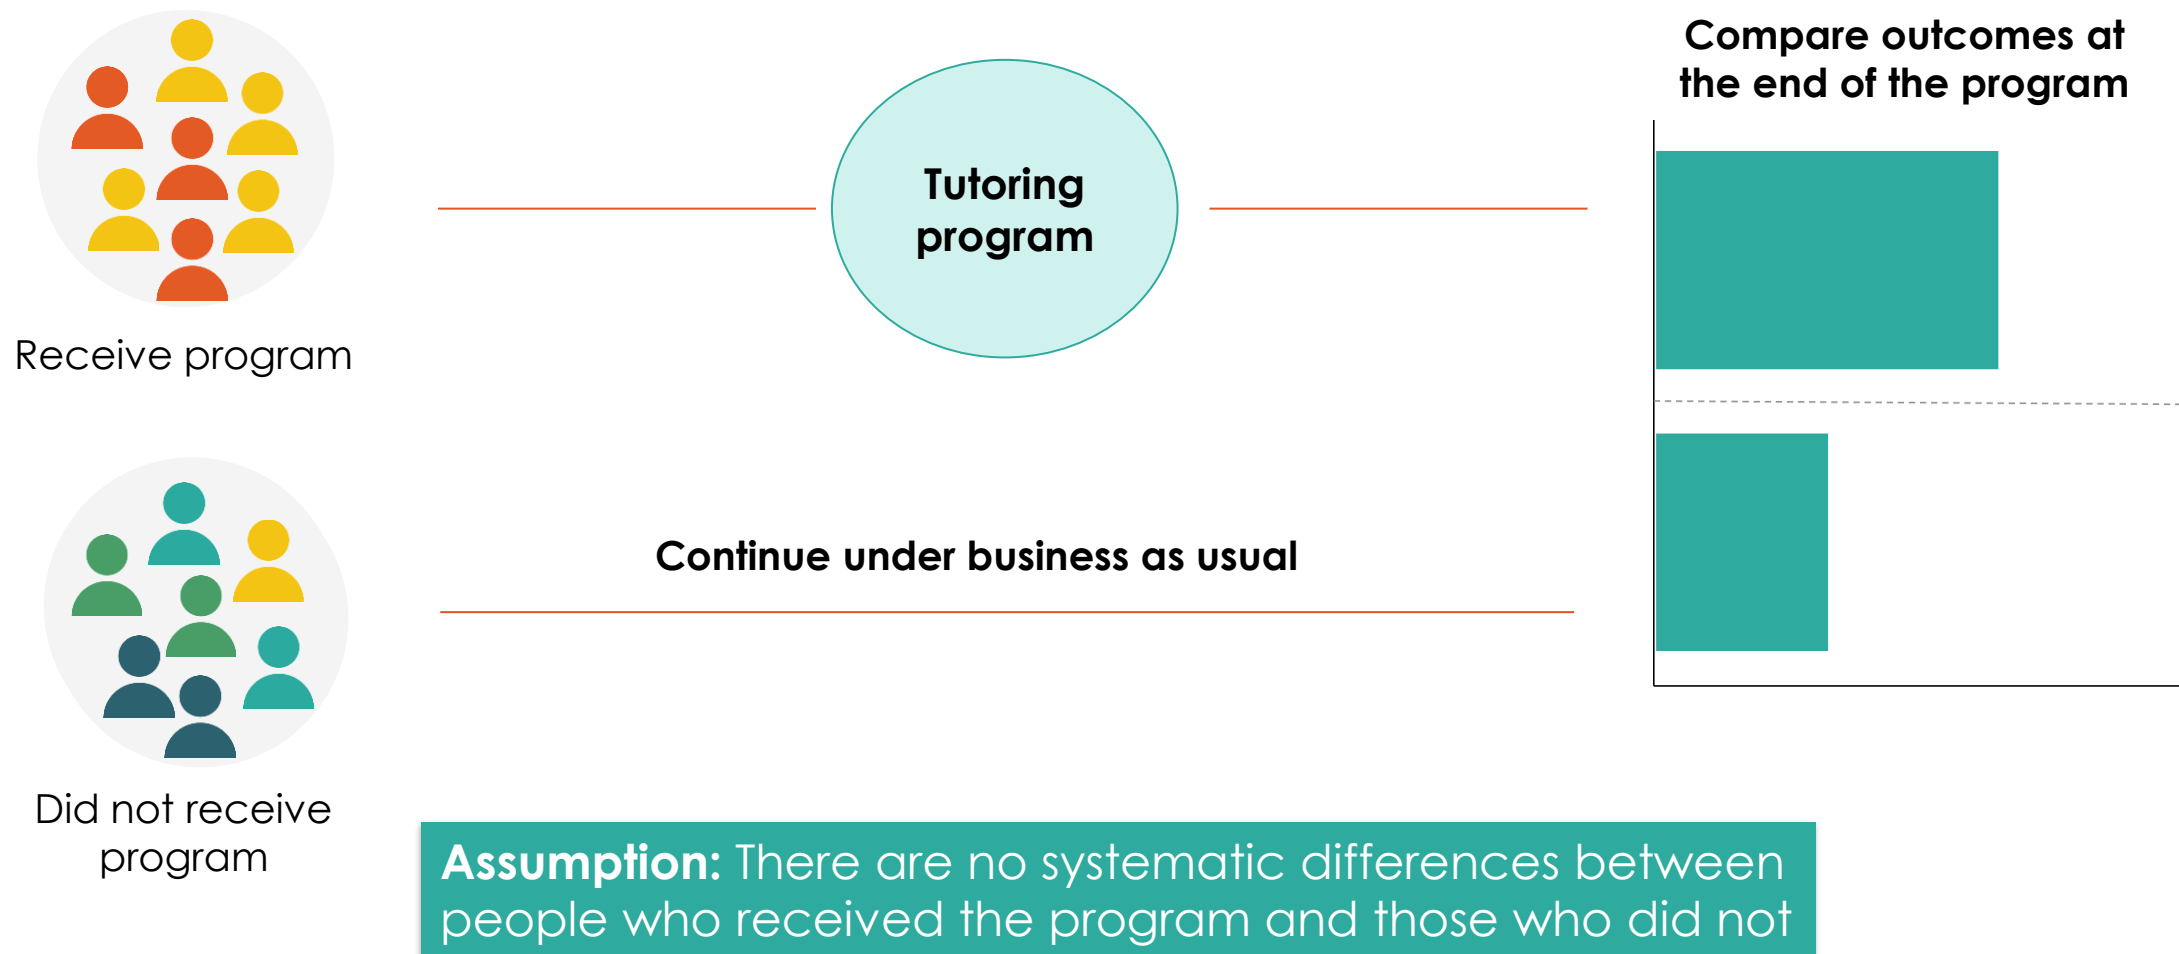 Compare outcomes at
the end of the program
Tutoring
program
Receive program
Continue under business as usual
Did not receive
program
Assumption: There are no systematic differences between
people who received the program and those who did not